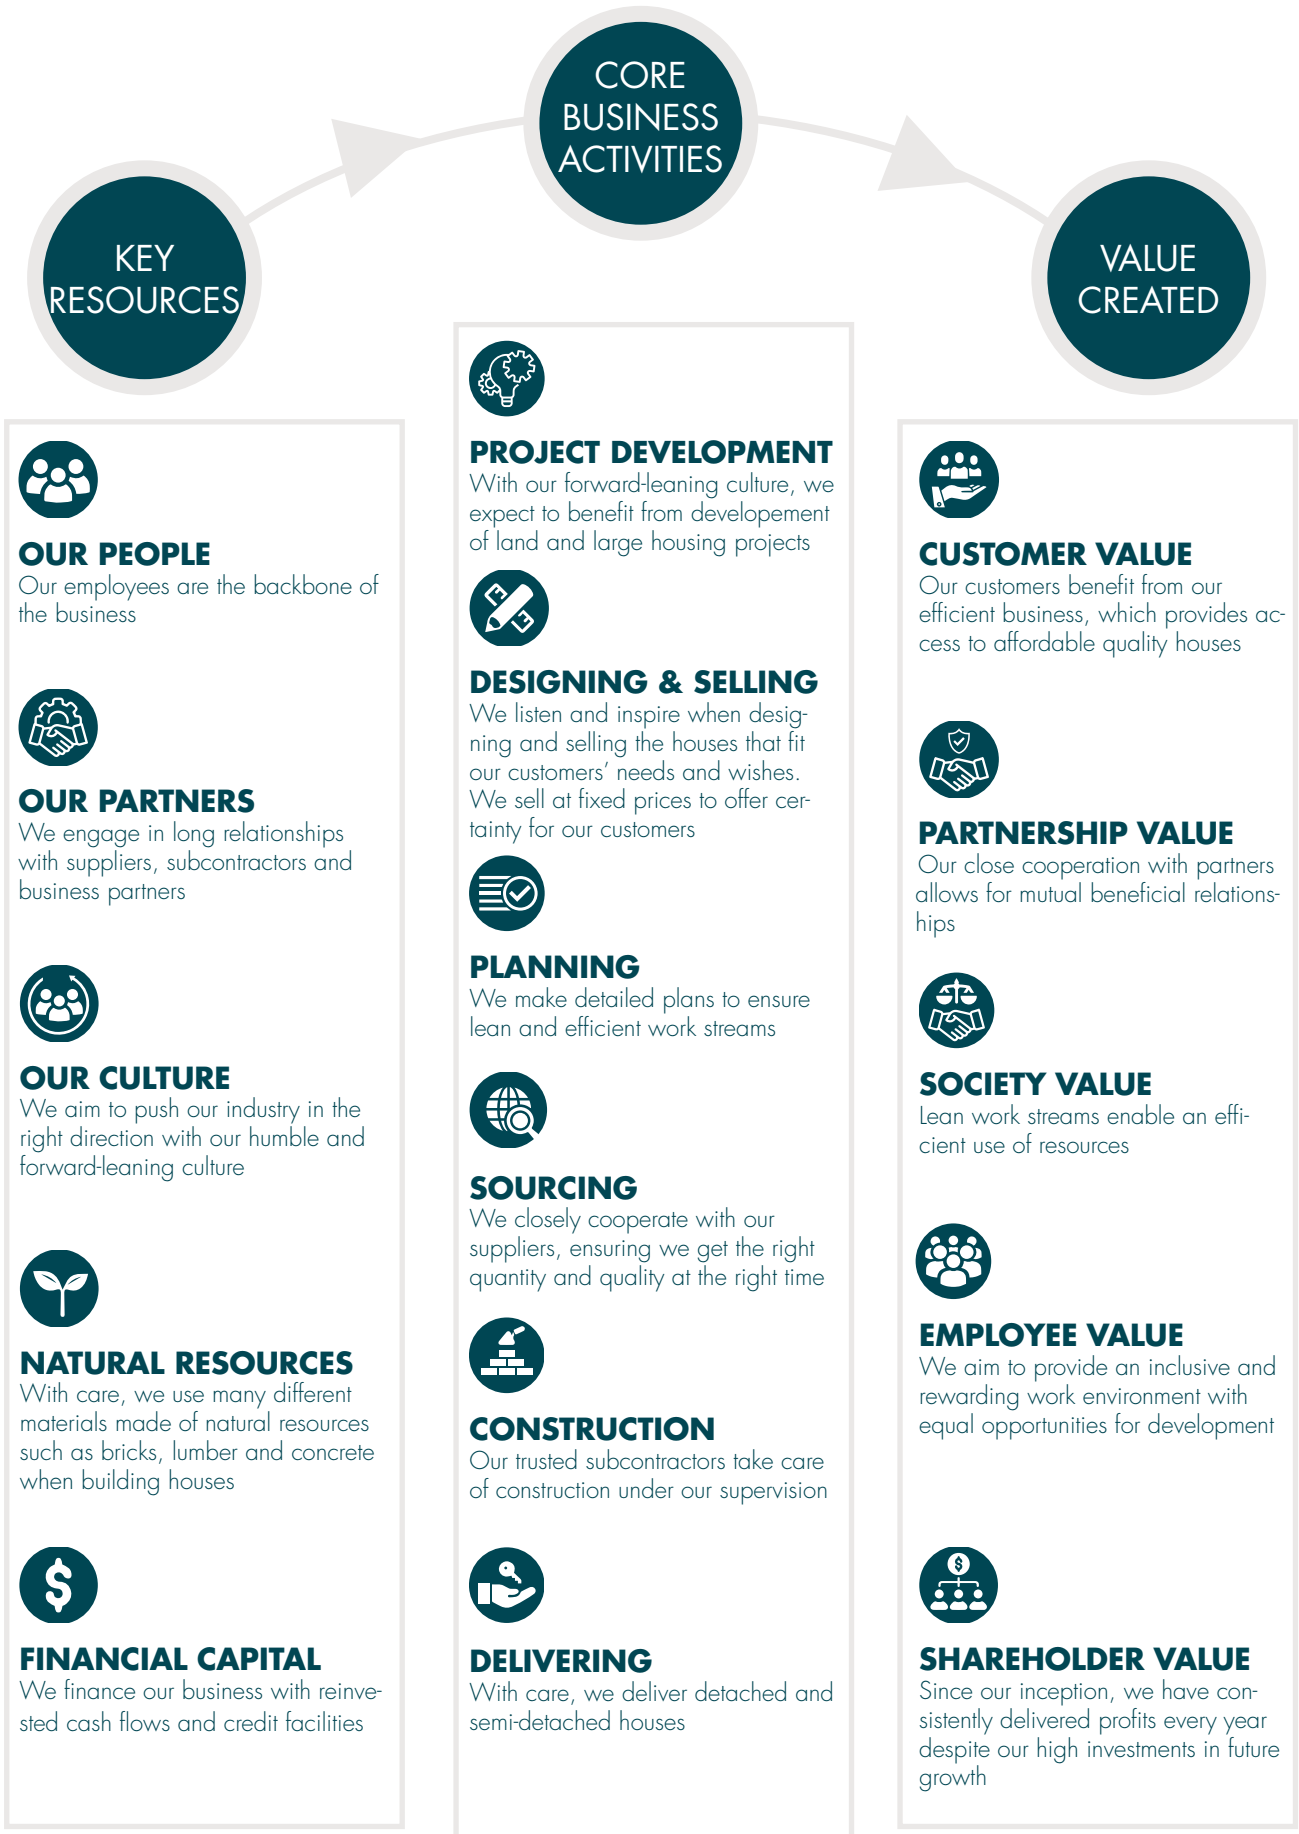 CORE
BUSINESS
ACTIVITIES
KEY
RESOURCES
VALUE
CREATED
OUR PEOPLE
Our employees are the backbone of
the business
OUR PARTNERS
We engage in long relationships
with suppliers, subcontractors and
business partners
OUR CULTURE
We aim to push our industry in the
right direction with our humble and
forward-leaning culture
NATURAL RESOURCES
With care, we use many different
materials made of natural resources
such as bricks, lumber and concrete
when building houses
FINANCIAL CAPITAL
We finance our business with reinve-
sted cash flows and credit facilities
PROJECT DEVELOPMENT
With our forward-leaning culture, we
expect to benefit from developement
of land and large housing projects
DESIGNING & SELLING
We listen and inspire when desig-
ning and selling the houses that fit
our customers’ needs and wishes.
We sell at fixed prices to offer cer-
tainty for our customers
PLANNING
We make detailed plans to ensure
lean and efficient work streams
SOURCING
We closely cooperate with our
suppliers, ensuring we get the right
quantity and quality at the right time
CONSTRUCTION
Our trusted subcontractors take care
of construction under our supervision
DELIVERING
With care, we deliver detached and
semi-detached houses
CUSTOMER VALUE
Our customers benefit from our
efficient business, which provides ac-
cess to affordable quality houses
PARTNERSHIP VALUE
Our close cooperation with partners
allows for mutual beneficial relations-
hips
SOCIETY VALUE
Lean work streams enable an effi-
cient use of resources
EMPLOYEE VALUE
We aim to provide an inclusive and
rewarding work environment with
equal opportunities for development
SHAREHOLDER VALUE
Since our inception, we have con-
sistently delivered profits every year
despite our high investments in future
growth